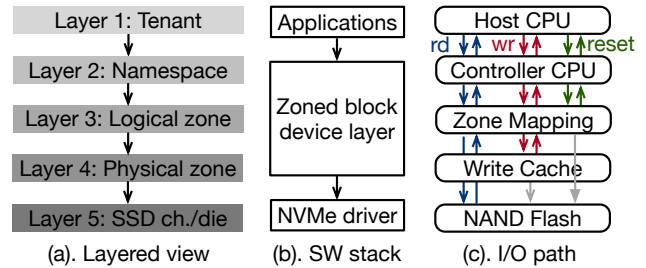 Layer 1: Tenant
Layer 2: Namespace
Layer 3: Logical zone
Layer 4: Physical zone
Layer 5: SSD ch./die
(a). Layered view
Applications
Zoned block
device layer
NVMe driver
(b). SW stack
Host CPU
rd wr reset
Controller CPU
Zone Mapping
Write Cache
NAND Flash
(c). I/O path